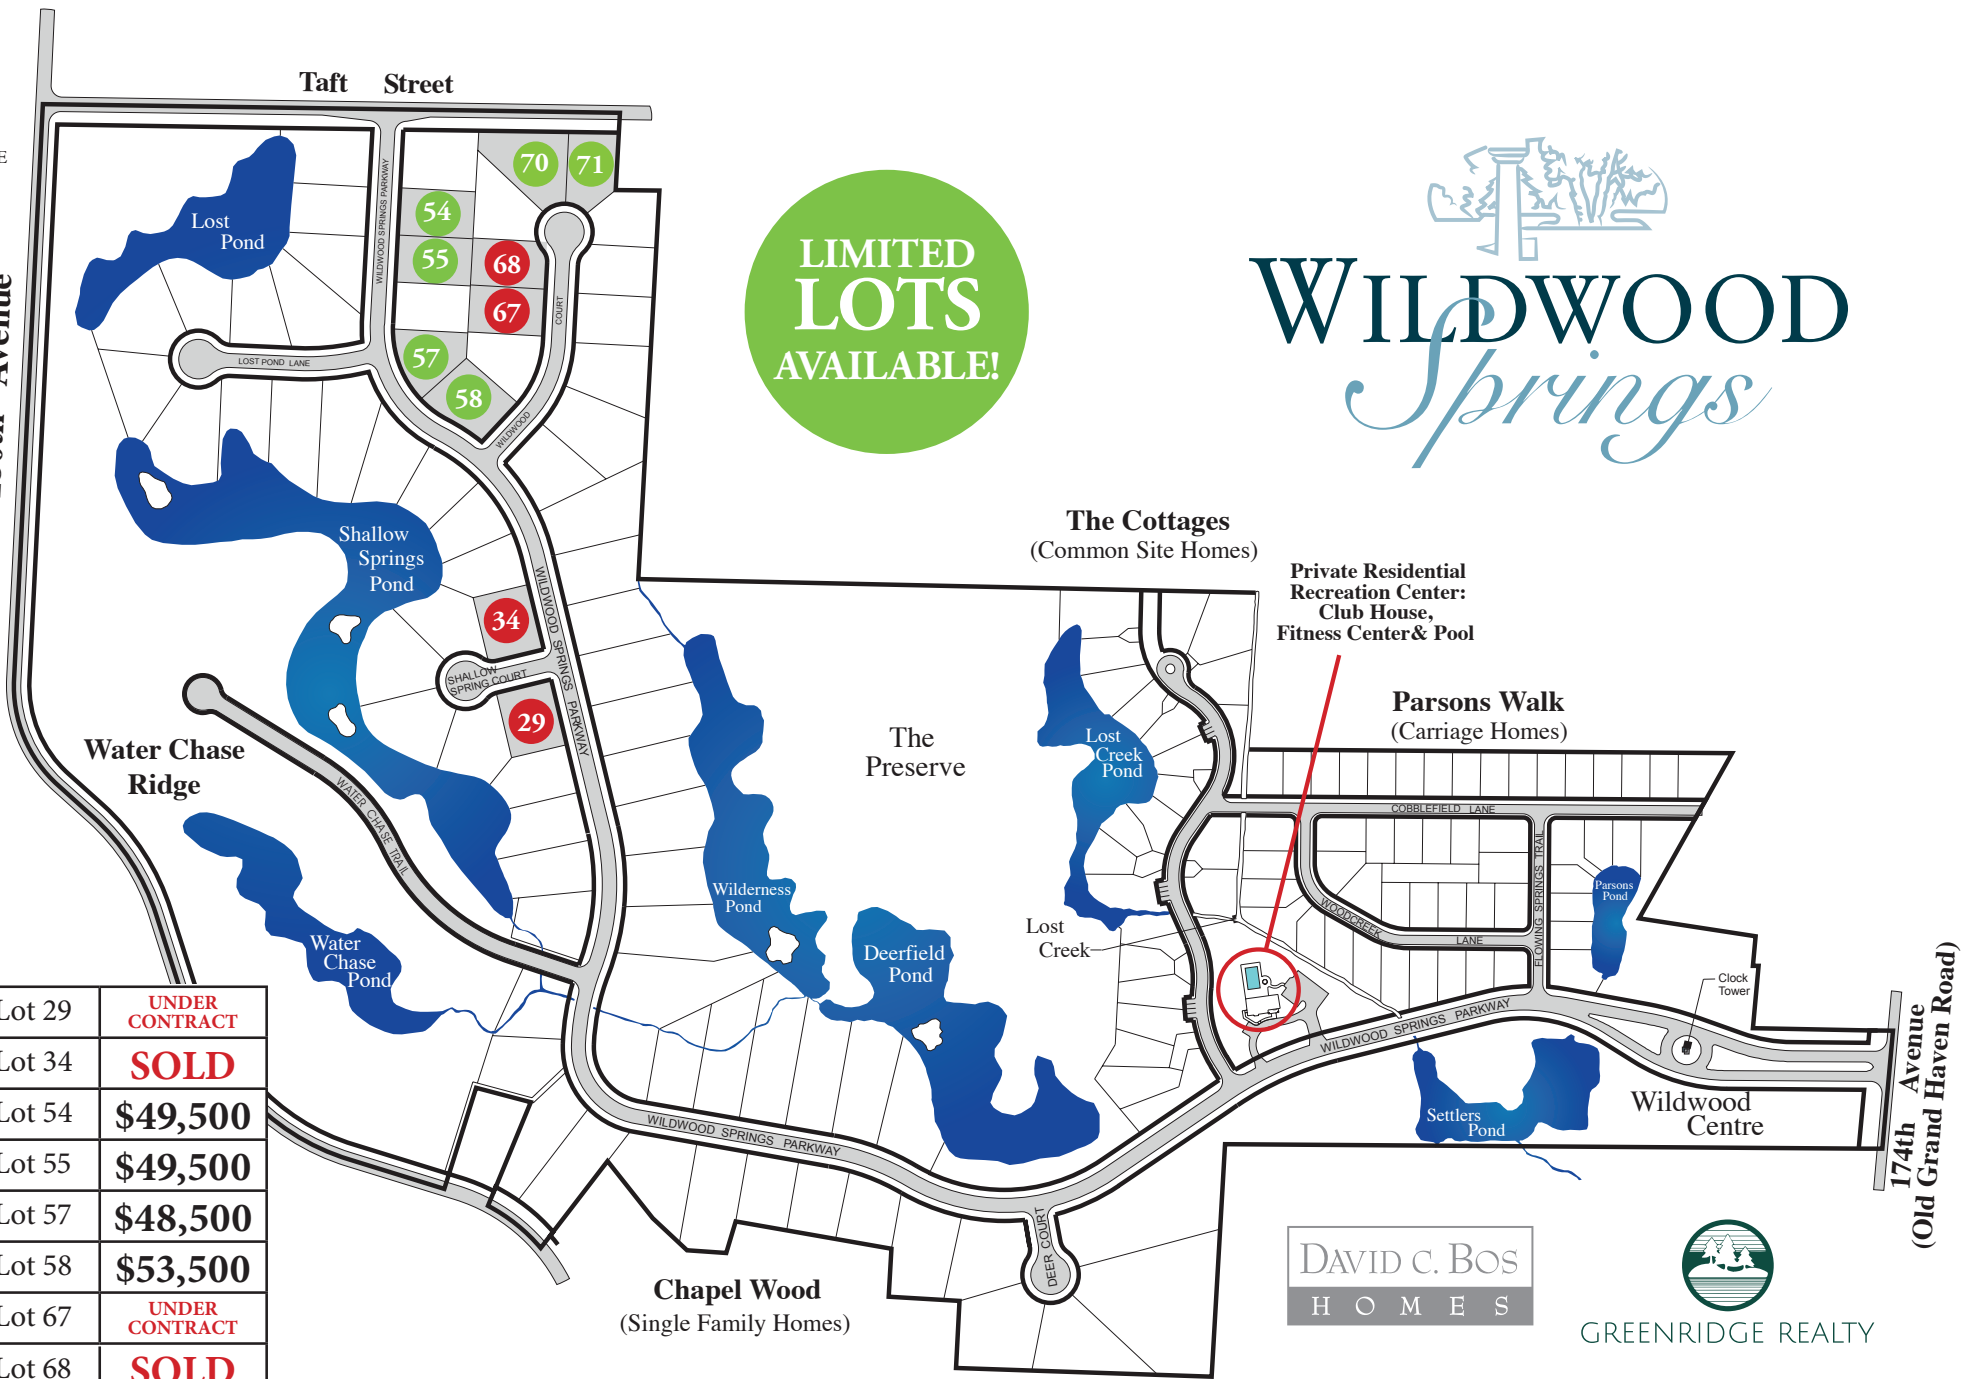 Taft Street
E
Avenue
WILDWOOD SPRINGS PARKWAY
70
71
54
55
68
67
57
58
COURT
WILDWOOD
Lost
Pond
LOST POND LANE
LIMITED
LOTS
AVAILABLE!
WILDWOOD
Springs
Shallow
Springs
Pond
34
SHALLOW
SPRING COURT
29
WILDWOOD SPRINGS PARKWAY
Water Chase
Ridge
WATER CHASE TRAIL
Water
Chase
Pond
The
Preserve
Wilderness
Pond
Deerfield
Pond
The Cottages
(Common Site Homes)
Private Residential
Recreation Center:
Club House,
Fitness Center& Pool
Parsons Walk
(Carriage Homes)
Lost
Creek
Pond
Lost
Creek
COBBLEFIELD LANE
WOODCREEK
LANE
FLOWING SPRINGS TRAIL
Parsons
Pond
Clock
Tower
WILDWOOD SPRINGS PARKWAY
Settlers
Pond
Wildwood
Centre
174th Avenue
(Old Grand Haven Road)
WILDWOOD SPRINGS PARKWAY
DEER COURT
Chapel Wood
(Single Family Homes)
Lot 29 UNDER
CONTRACT
Lot 34 SOLD
Lot 54 $49,500
Lot 55 $49,500
Lot 57 $48,500
Lot 58 $53,500
Lot 67 UNDER
CONTRACT
Lot 68 SOLD
DAVID C. BOS
HOMES
GREENRIDGE REALTY